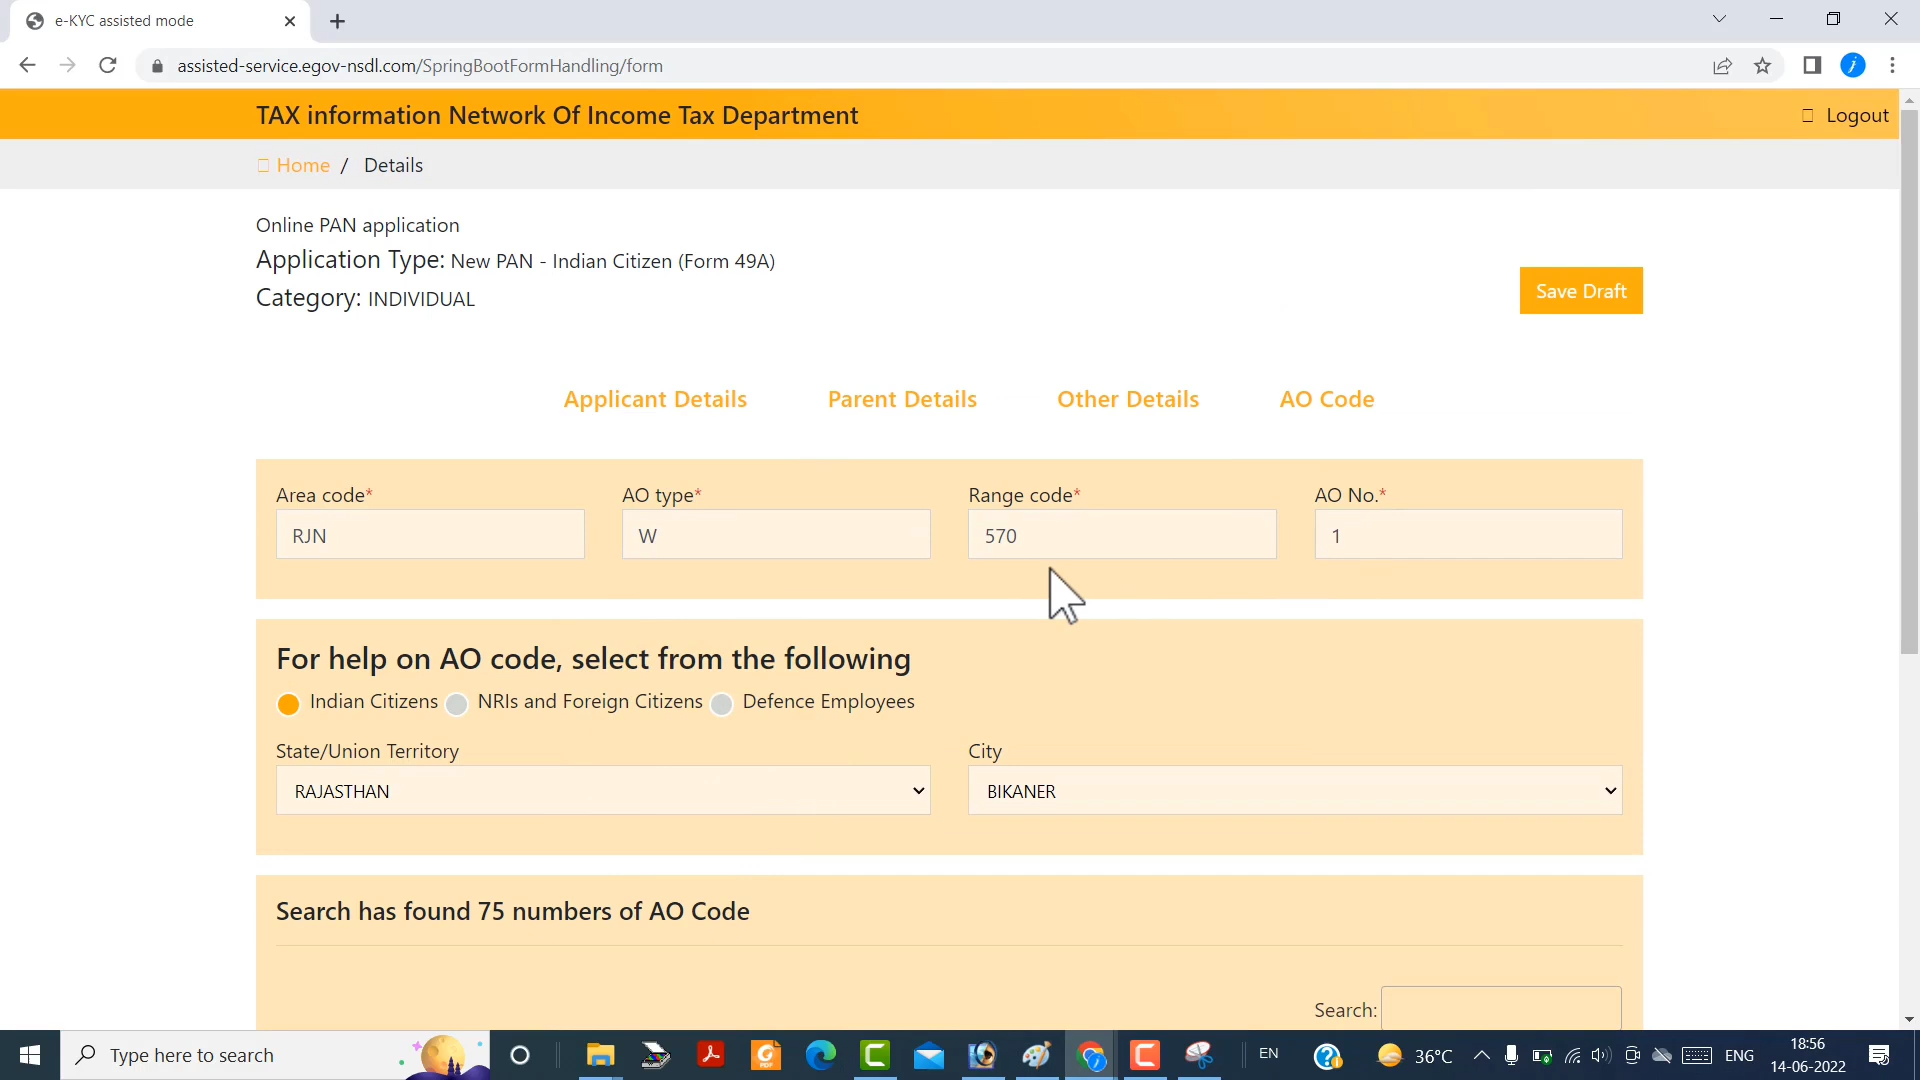 e-KYC assisted mode
assisted-service.egov-nsdl.com/SpringBootFormHandling/form
TAX information Network Of Income Tax Department
Logout
Home / Details
Online PAN application
Application Type: New PAN - Indian Citizen (Form 49A)
Category: INDIVIDUAL
Save Draft
Applicant Details Parent Details Other Details AO Code
Area code* AO type* Range code* AO No.*
RJN W 570 1
For help on AO code, select from the following
Indian Citizens NRIs and Foreign Citizens Defence Employees
State/Union Territory City
RAJASTHAN BIKANER
Search has found 75 numbers of AO Code
Search:
Type here to search
EN
36°C
ENG
18:56
14-06-2022